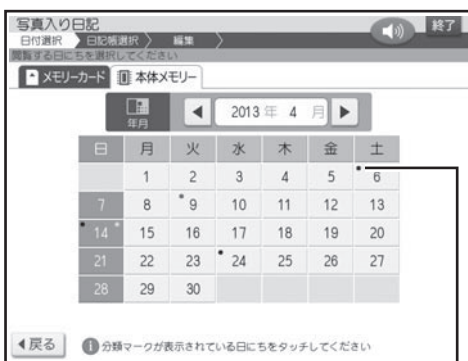 写真入り日記
終了
日付選択 日記帳選択 編集
閲覧する日にちを選択してください
メモリーカード 本体メモリー
年月 2013 年 4 月
日 月 火 水 木 金 土
1 2 3 4 5 6
7 8 9 10 11 12 13
14 15 16 17 18 19 20
21 22 23 24 25 26 27
28 29 30
戻る 分類マークが表示されている日にちをタッチしてください